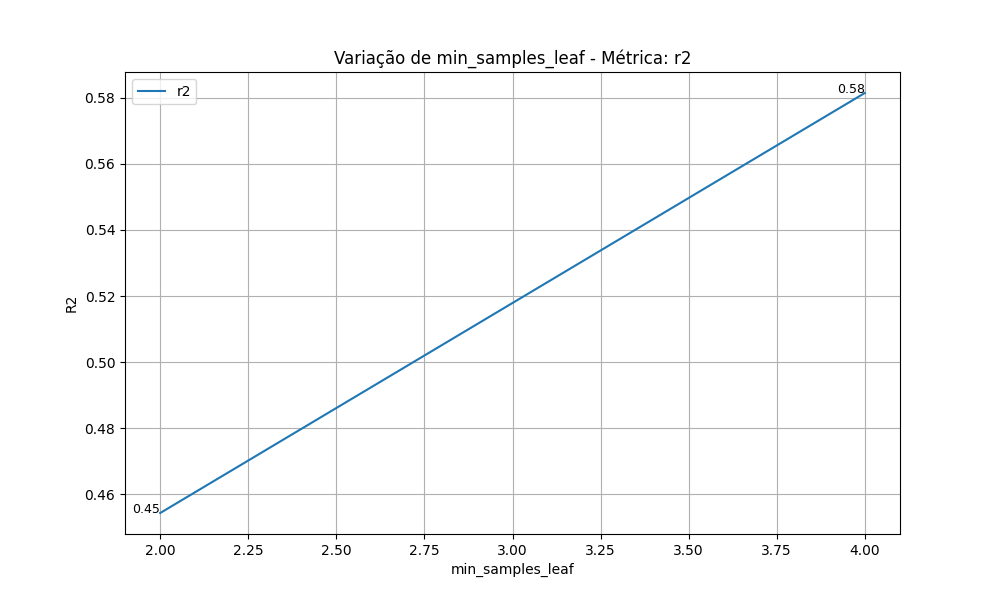 Variação de min_samples_leaf - Métrica: r2
r2
0.58
0.45
R2
0.58
0.56
0.54
0.52
0.50
0.48
0.46
2.00 2.25 2.50 2.75 3.00 3.25 3.50 3.75 4.00
min_samples_leaf